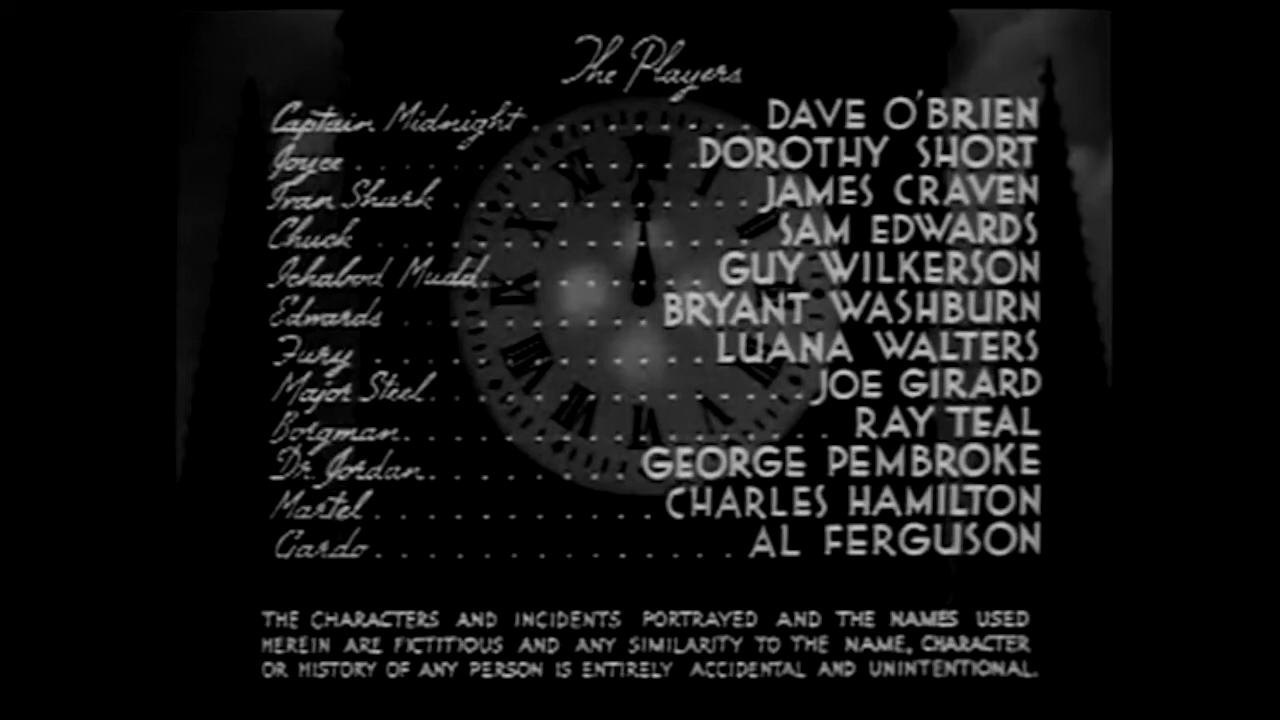 The Players
Captain Midnight . . . . . . . . . . DAVE O'BRIEN
Joyce . . . . . . . . . . . . . . . DOROTHY SHORT
Fran Shark . . . . . . . . . . . . . JAMES CRAVEN
Chuck . . . . . . . . . . . . . . . SAM EDWARDS
Ichabod Mudd. . . . . . . . . . GUY WILKERSON
Edwards . . . . . . . . . . . BRYANT WASHBURN
Fury . . . . . . . . . . . . . . LUANA WALTERS
Major Steel. . . . . . . . . . . . . . . JOE GIRARD
Borgman. . . . . . . . . . . . . . . . . RAY TEAL
Dr. Jordan. . . . . . . . . GEORGE PEMBROKE
Martel . . . . . . . . . . . . CHARLES HAMILTON
Gardo. . . . . . . . . . . . . . . AL FERGUSON
THE CHARACTERS AND INCIDENTS PORTRAYED AND THE NAMES USED
HEREIN ARE FICTITIOUS AND ANY SIMILARITY TO THE NAME, CHARACTER
OR HISTORY OF ANY PERSON IS ENTIRELY ACCIDENTAL AND UNINTENTIONAL.